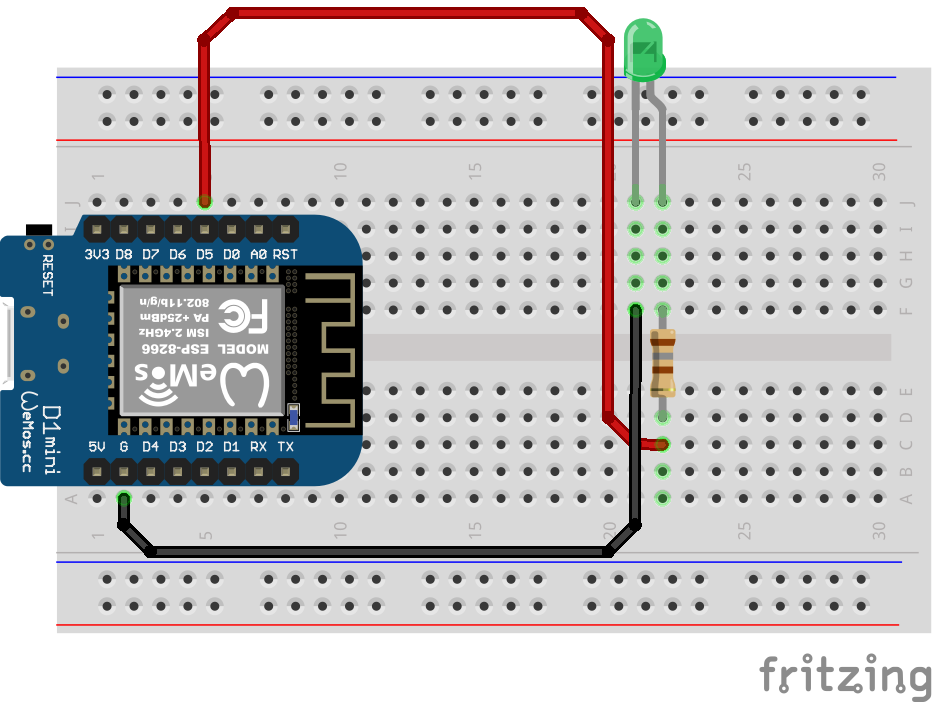 1 10 15 25 30
J J
I
H
G
F
RESET
3V3 D8 D7 D6 D5 D0 A0 RST
802.11b/g/n
PA +25dBm
ISM 2.4GHz
MODEL ESP-8266
FC
WeMos
D1 mini
WeMos.cc
5V G D4 D3 D2 D1 RX TX
E
D
C
B
A A
1 5 10 15 20 25 30
fritzing